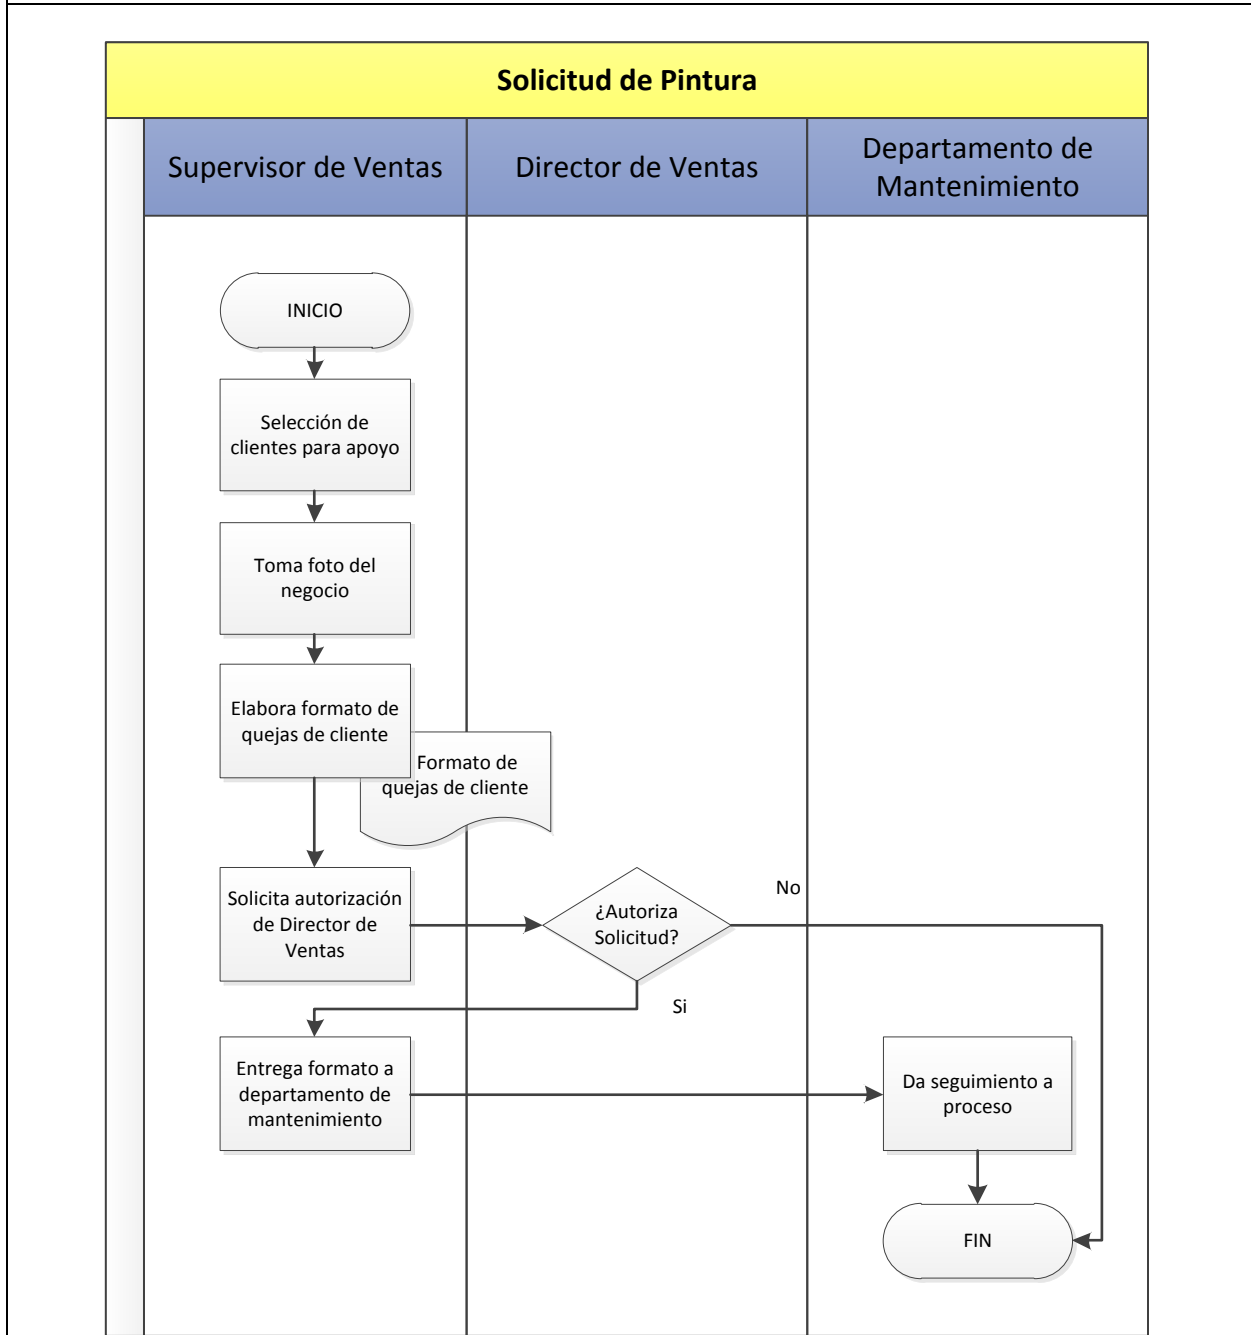 Solicitud de Pintura
Supervisor de Ventas
Director de Ventas
Departamento de
Mantenimiento
INICIO
Selección de
clientes para apoyo
Toma foto del
negocio
Elabora formato de
quejas de cliente
Formato de
quejas de cliente
Solicita autorización
de Director de
Ventas
¿Autoriza
Solicitud?
No
Si
Entrega formato a
departamento de
mantenimiento
Da seguimiento a
proceso
FIN